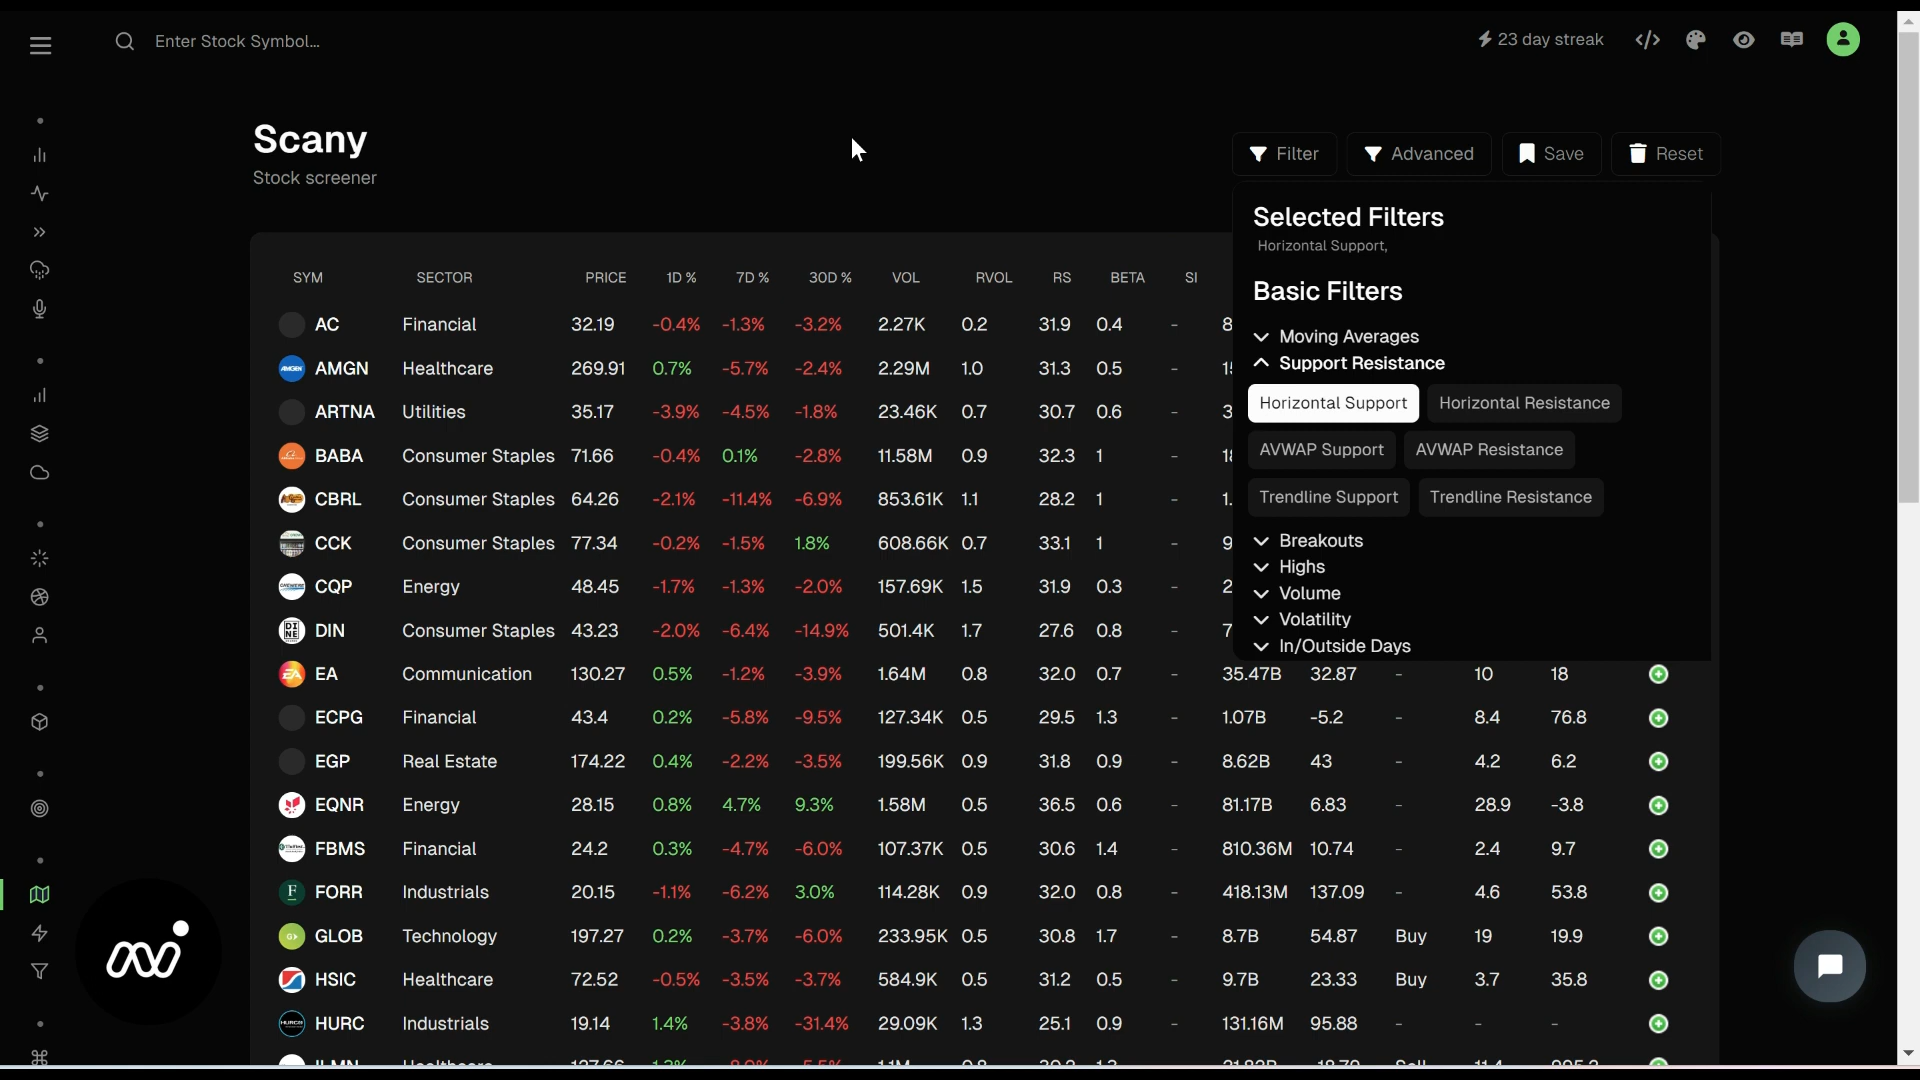 Enter Stock Symbol...
23 day streak
Scany
Stock screener
Filter
Advanced
Save
Reset
Selected Filters
Horizontal Support,
Basic Filters
Moving Averages
Support Resistance
Horizontal Support
Horizontal Resistance
AVWAP Support
AVWAP Resistance
Trendline Support
Trendline Resistance
Breakouts
Highs
Volume
Volatility
In/Outside Days
SYM SECTOR PRICE 1D % 7D % 30D % VOL RVOL RS BETA SI
AC Financial 32.19 -0.4% -1.3% -3.2% 2.27K 0.2 31.9 0.4 -
AMGN Healthcare 269.91 0.7% -5.7% -2.4% 2.29M 1.0 31.3 0.5 -
ARTNA Utilities 35.17 -3.9% -4.5% -1.8% 23.46K 0.7 30.7 0.6 -
BABA Consumer Staples 71.66 -0.4% 0.1% -2.8% 11.58M 0.9 32.3 1 -
CBRL Consumer Staples 64.26 -2.1% -11.4% -6.9% 853.61K 1.1 28.2 1 -
CCK Consumer Staples 77.34 -0.2% -1.5% 1.8% 608.66K 0.7 33.1 1 -
CQP Energy 48.45 -1.7% -1.3% -2.0% 157.69K 1.5 31.9 0.3 -
DIN Consumer Staples 43.23 -2.0% -6.4% -14.9% 501.4K 1.7 27.6 0.8 -
EA Communication 130.27 0.5% -1.2% -3.9% 1.64M 0.8 32.0 0.7 - 35.47B 32.87 - 10 18
ECPG Financial 43.4 0.2% -5.8% -9.5% 127.34K 0.5 29.5 1.3 - 1.07B -5.2 - 8.4 76.8
EGP Real Estate 174.22 0.4% -2.2% -3.5% 199.56K 0.9 31.8 0.9 - 8.62B 43 - 4.2 6.2
EQNR Energy 28.15 0.8% 4.7% 9.3% 1.58M 0.5 36.5 0.6 - 81.17B 6.83 - 28.9 -3.8
FBMS Financial 24.2 0.3% -4.7% -6.0% 107.37K 0.5 30.6 1.4 - 810.36M 10.74 - 2.4 9.7
FORR Industrials 20.15 -1.1% -6.2% 3.0% 114.28K 0.9 32.0 0.8 - 418.13M 137.09 - 4.6 53.8
GLOB Technology 197.27 0.2% -3.7% -6.0% 233.95K 0.5 30.8 1.7 - 8.7B 54.87 Buy 19 19.9
HSIC Healthcare 72.52 -0.5% -3.5% -3.7% 584.9K 0.5 31.2 0.5 - 9.7B 23.33 Buy 3.7 35.8
HURC Industrials 19.14 1.4% -3.8% -31.4% 29.09K 1.3 25.1 0.9 - 131.16M 95.88 - - -